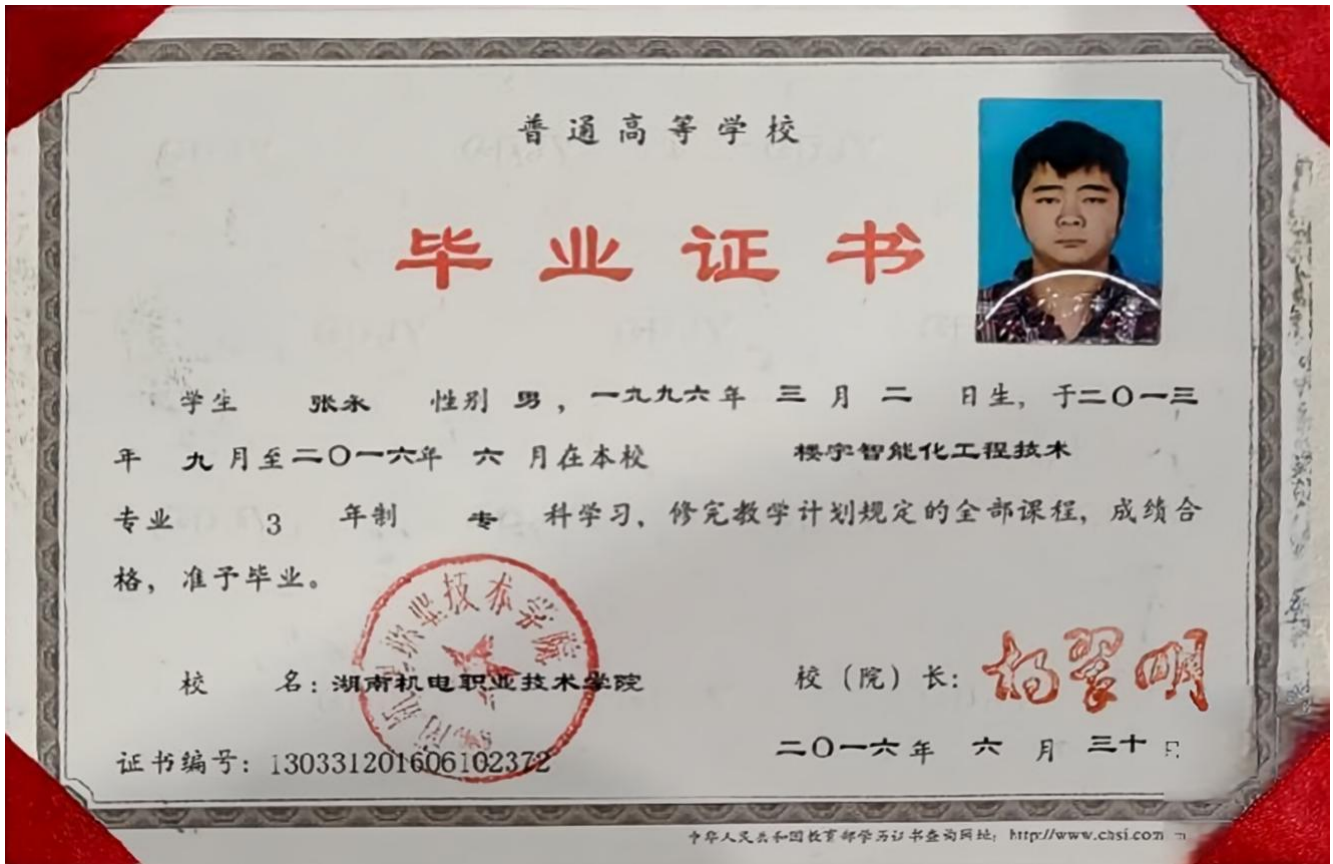 普通高等学校
毕业证书
学生 张永 性别 男，一九九六年 三 月 二 日生，于二〇一三
年 九 月至二〇一六年 六 月在本校 楼宇智能化工程技术
专业 3 年制 专 科学习，修完教学计划规定的全部课程，成绩合
格，准予毕业。
校 名：湖南机电职业技术学院
校（院）长：杨翠明
证书编号：130331201606102372
二〇一六年 六 月 三十 日
中华人民共和国教育部学历证书查询网址：http://www.chsi.com